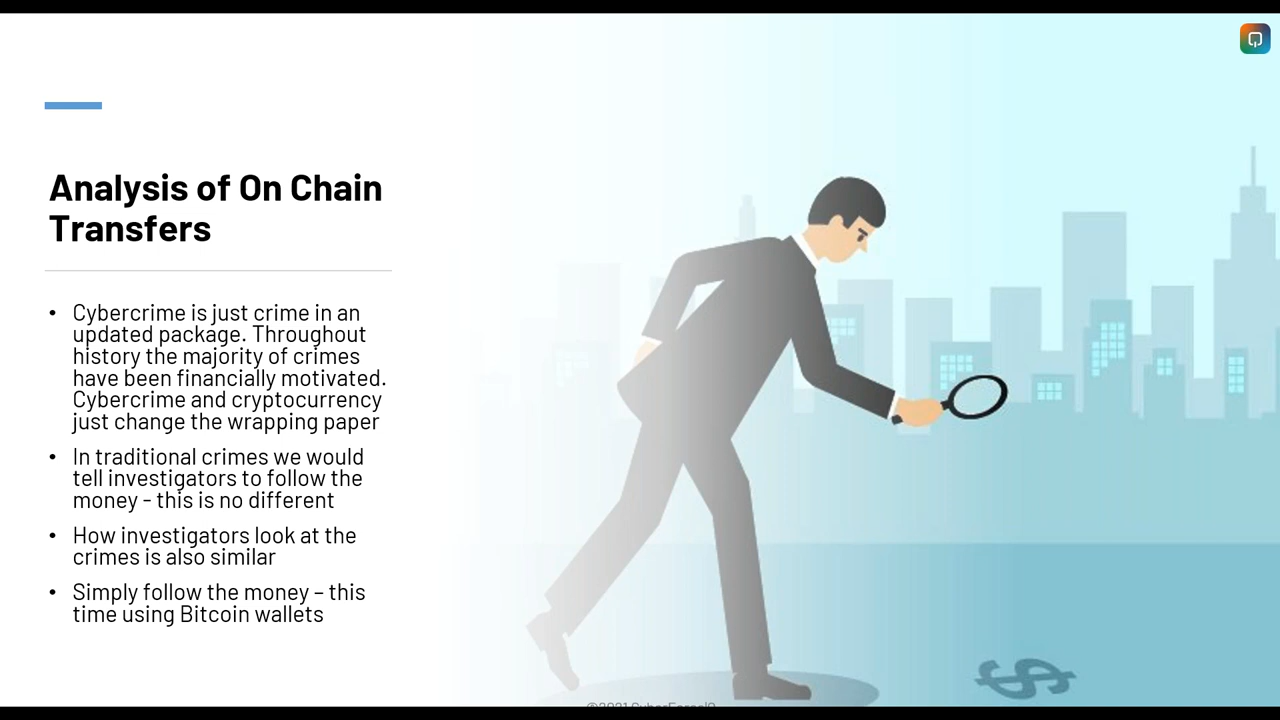 Analysis of On Chain
Transfers
• Cybercrime is just crime in an
updated package. Throughout
history the majority of crimes
have been financially motivated.
Cybercrime and cryptocurrency
just change the wrapping paper
• In traditional crimes we would
tell investigators to follow the
money - this is no different
• How investigators look at the
crimes is also similar
• Simply follow the money – this
time using Bitcoin wallets
$
©2021